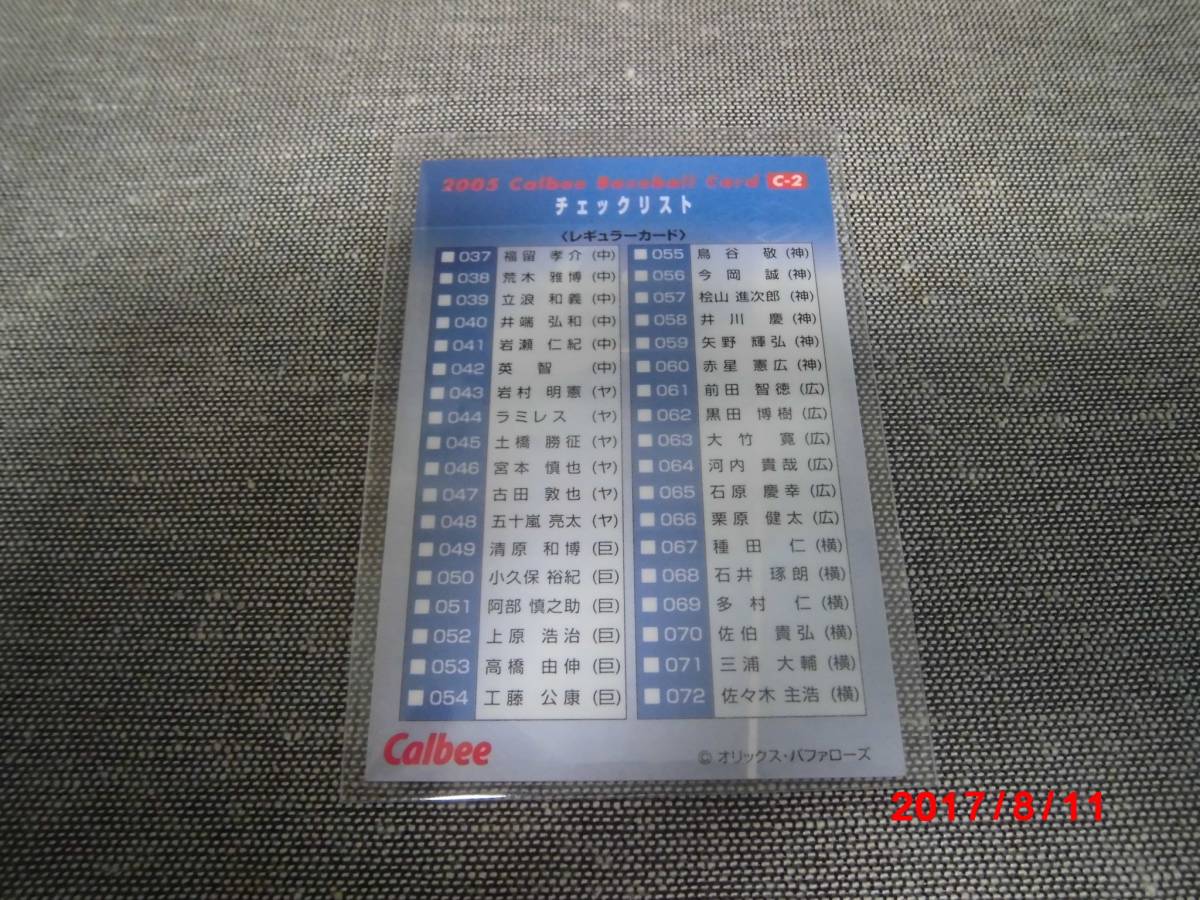 2005 Calbee Baseball Card C-2
チェックリスト
〈レギュラーカード〉
037 福留 孝介 (中)
038 荒木 雅博 (中)
039 立浪 和義 (中)
040 井端 弘和 (中)
041 岩瀬 仁紀 (中)
042 英 智 (中)
043 岩村 明憲 (ヤ)
044 ラミレス (ヤ)
045 土橋 勝征 (ヤ)
046 宮本 慎也 (ヤ)
047 古田 敦也 (ヤ)
048 五十嵐 亮太 (ヤ)
049 清原 和博 (巨)
050 小久保 裕紀 (巨)
051 阿部 慎之助 (巨)
052 上原 浩治 (巨)
053 高橋 由伸 (巨)
054 工藤 公康 (巨)
055 鳥谷 敬 (神)
056 今岡 誠 (神)
057 桧山 進次郎 (神)
058 井川 慶 (神)
059 矢野 輝弘 (神)
060 赤星 憲広 (神)
061 前田 智徳 (広)
062 黒田 博樹 (広)
063 大竹 寛 (広)
064 河内 貴哉 (広)
065 石原 慶幸 (広)
066 栗原 健太 (広)
067 種田 仁 (横)
068 石井 琢朗 (横)
069 多村 仁 (横)
070 佐伯 貴弘 (横)
071 三浦 大輔 (横)
072 佐々木 主浩 (横)
Calbee
© オリックス・バファローズ
2017/8/11